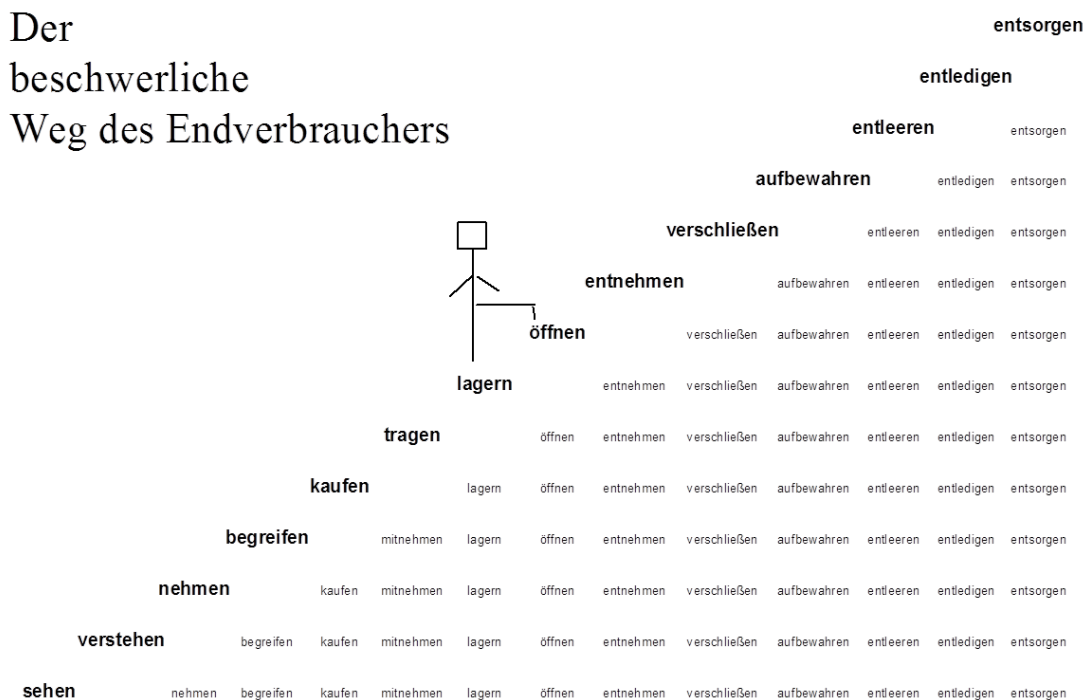 Der
beschwerliche
Weg des Endverbrauchers
entsorgen
entledigen
entleeren entsorgen
aufbewahren entledigen entsorgen
verschließen entleeren entledigen entsorgen
entnehmen aufbewahren entleeren entledigen entsorgen
öffnen verschließen aufbewahren entleeren entledigen entsorgen
lagern entnehmen verschließen aufbewahren entleeren entledigen entsorgen
tragen öffnen entnehmen verschließen aufbewahren entleeren entledigen entsorgen
kaufen lagern öffnen entnehmen verschließen aufbewahren entleeren entledigen entsorgen
begreifen mitnehmen lagern öffnen entnehmen verschließen aufbewahren entleeren entledigen entsorgen
nehmen kaufen mitnehmen lagern öffnen entnehmen verschließen aufbewahren entleeren entledigen entsorgen
verstehen begreifen kaufen mitnehmen lagern öffnen entnehmen verschließen aufbewahren entleeren entledigen entsorgen
sehen nehmen begreifen kaufen mitnehmen lagern öffnen entnehmen verschließen aufbewahren entleeren entledigen entsorgen